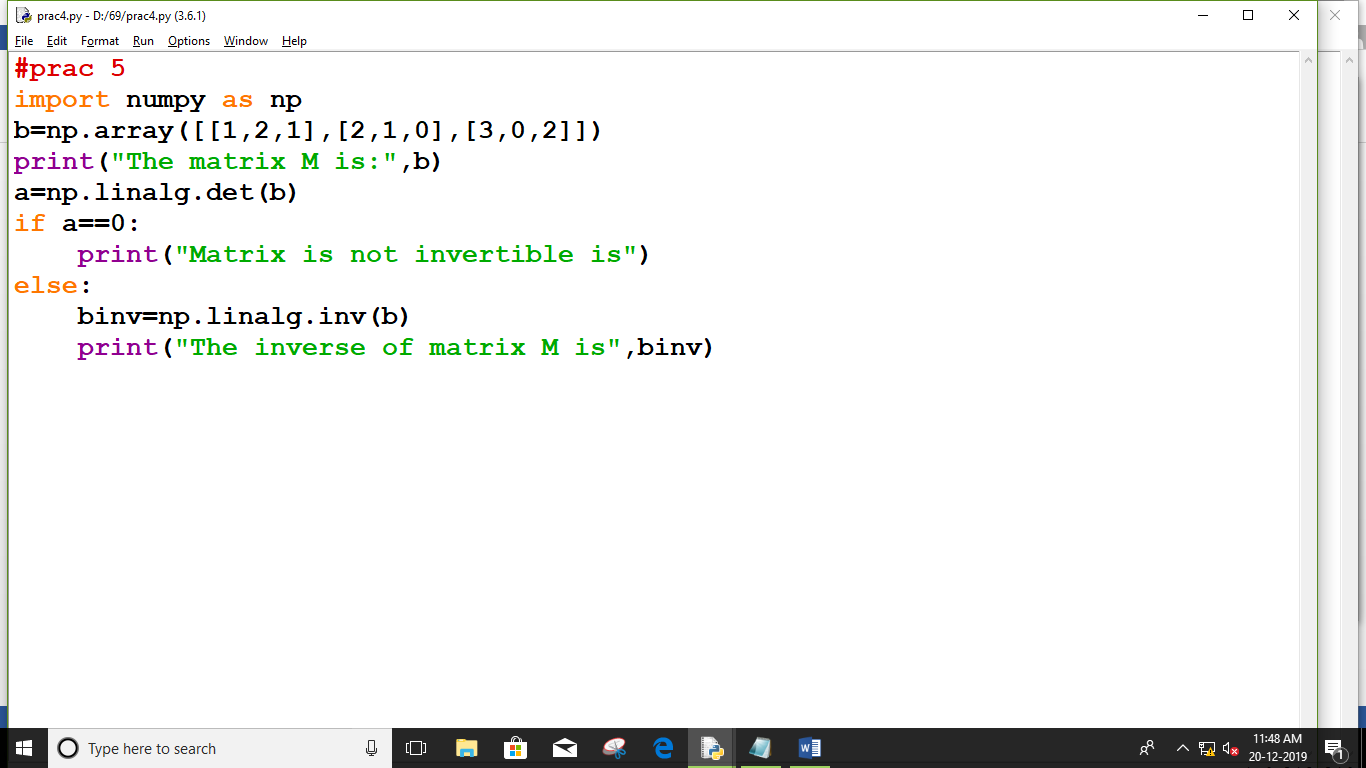 prac4.py - D:/69/prac4.py (3.6.1)
File Edit Format Run Options Window Help
#prac 5
import numpy as np
b=np.array([[1,2,1],[2,1,0],[3,0,2]])
print("The matrix M is:",b)
a=np.linalg.det(b)
if a==0:
    print("Matrix is not invertible is")
else:
    binv=np.linalg.inv(b)
    print("The inverse of matrix M is",binv)
Type here to search
11:48 AM
20-12-2019
1